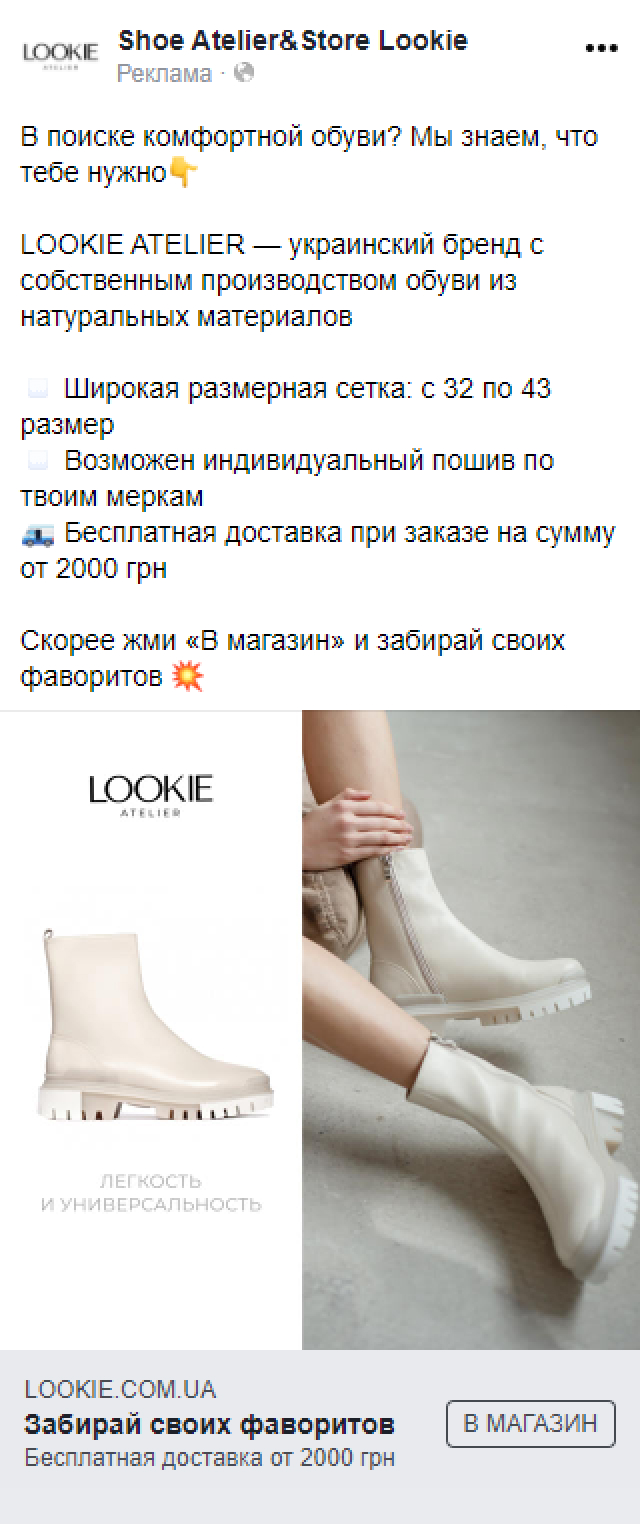 LOOKIE
ATELIER
Shoe Atelier&Store Lookie
Реклама ·
В поиске комфортной обуви? Мы знаем, что
тебе нужно👇
LOOKIE ATELIER — украинский бренд с
собственным производством обуви из
натуральных материалов
Широкая размерная сетка: с 32 по 43
размер
Возможен индивидуальный пошив по
твоим меркам
🚙 Бесплатная доставка при заказе на сумму
от 2000 грн
Скорее жми «В магазин» и забирай своих
фаворитов 💥
LOOKIE
ATELIER
ЛЕГКОСТЬ
И УНИВЕРСАЛЬНОСТЬ
LOOKIE.COM.UA
Забирай своих фаворитов
Бесплатная доставка от 2000 грн
В МАГАЗИН